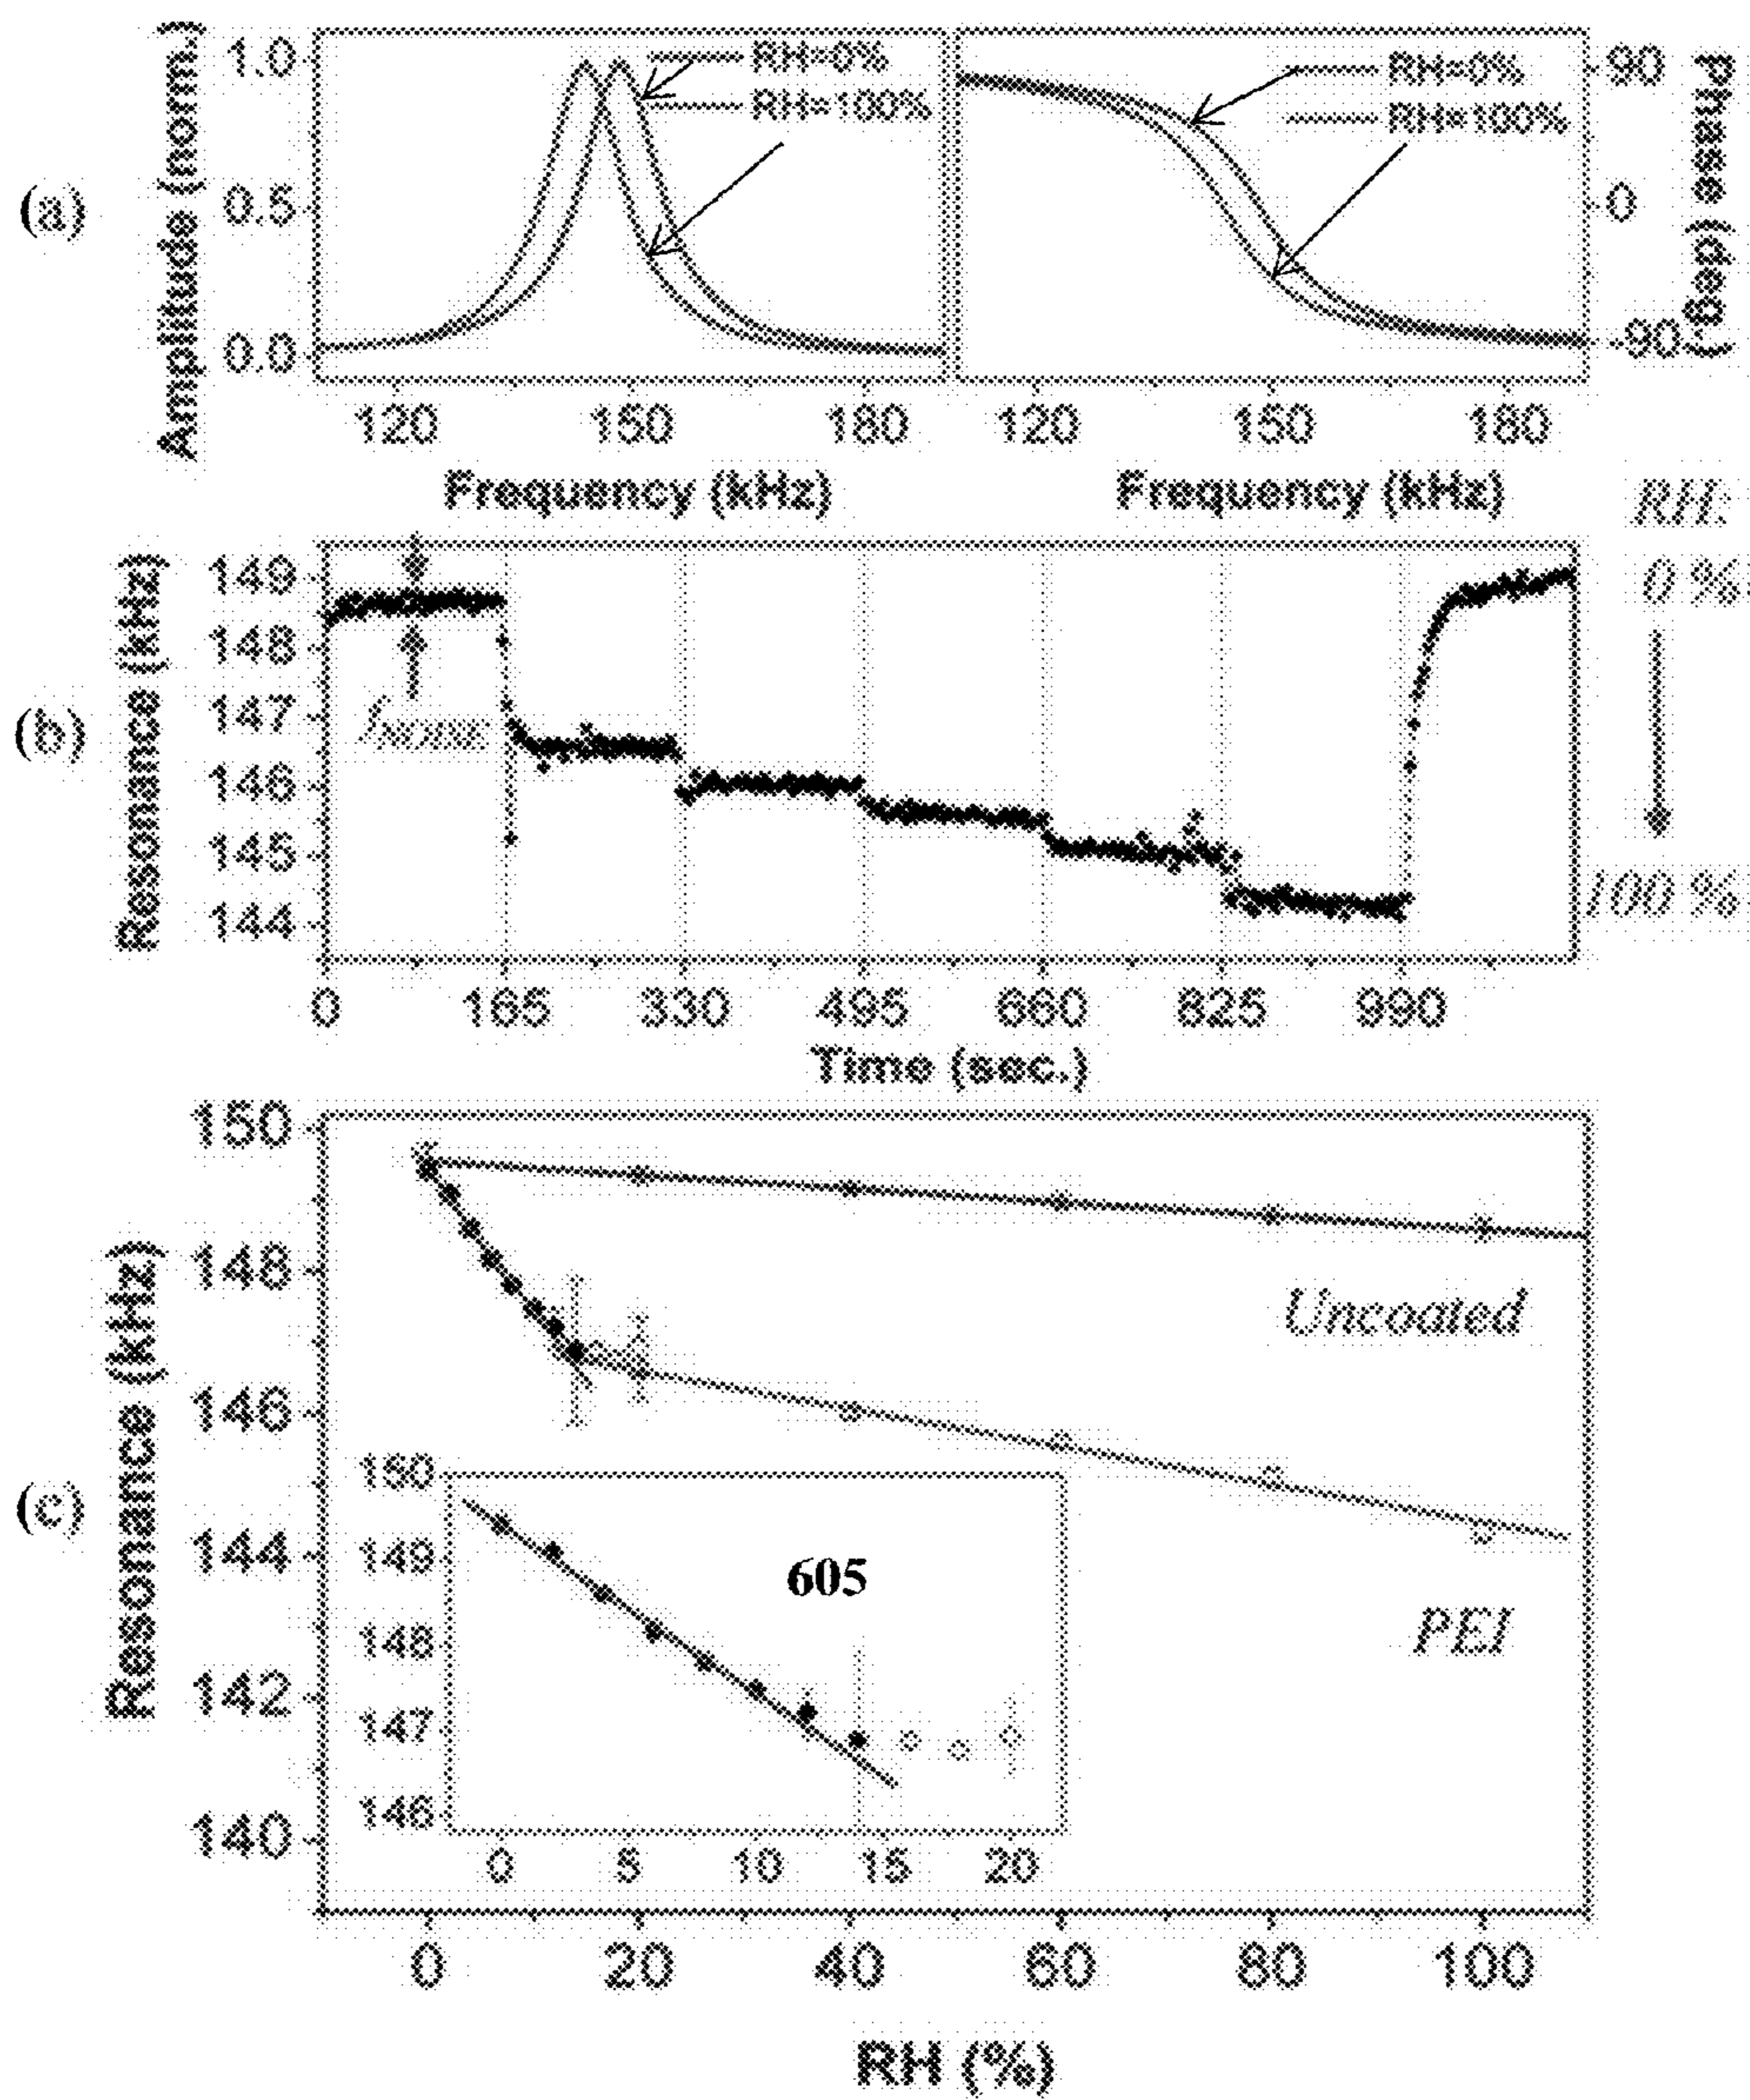 (a)
Amplitude (norm.)
1.0
0.5
0.0
RH=0%
RH=100%
120 150 180
Frequency (kHz)
RH=0%
RH=100%
90
0
-90
Phase (deg.)
120 150 180
Frequency (kHz)
(b)
Resonance (kHz)
149
148
147
146
145
144
f_NOISE
0 165 330 495 660 825 990
Time (sec.)
RH:
0 %
100 %
(c)
Resonance (kHz)
150
148
146
144
142
140
Uncoated
PEI
605
150
149
148
147
146
0 5 10 15 20
0 20 40 60 80 100
RH (%)